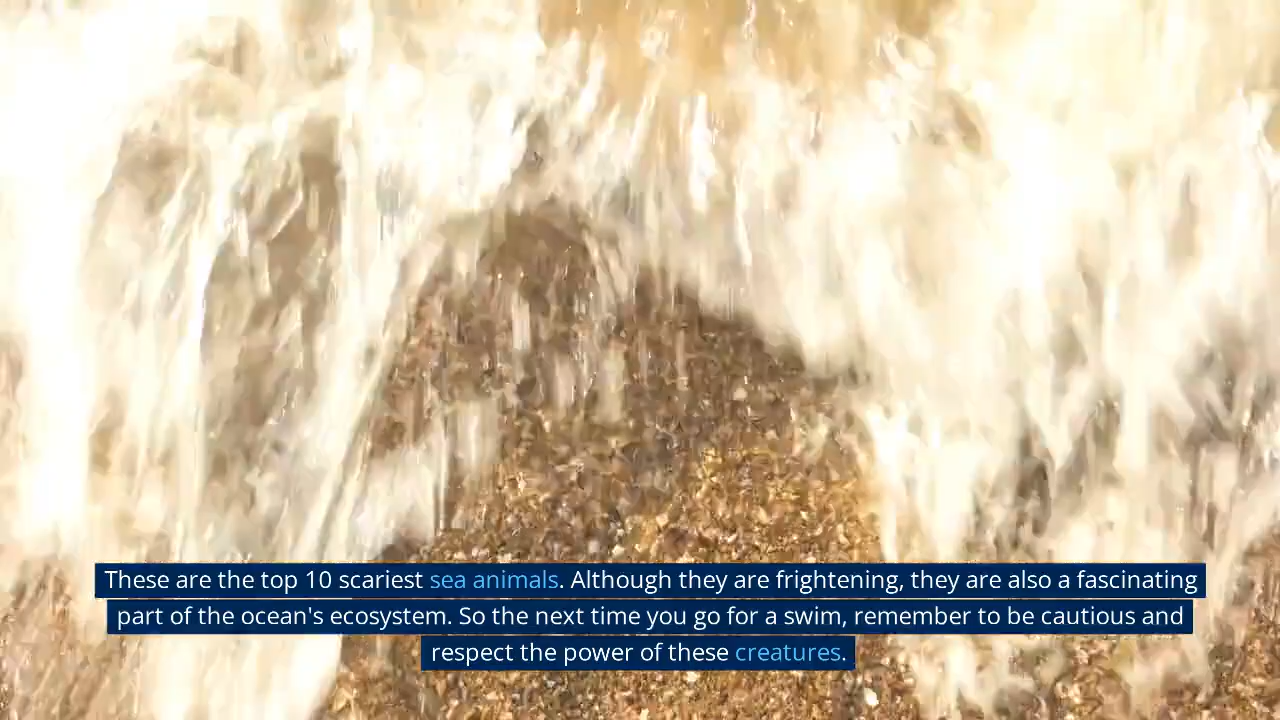 These are the top 10 scariest sea animals. Although they are frightening, they are also a fascinating
part of the ocean's ecosystem. So the next time you go for a swim, remember to be cautious and
respect the power of these creatures.